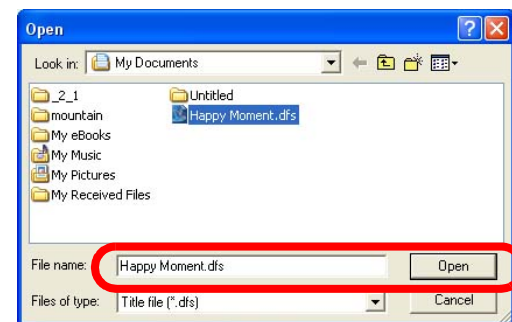 Open
Look in: My Documents
_2_1
mountain
My eBooks
My Music
My Pictures
My Received Files
Untitled
Happy Moment.dfs
File name: Happy Moment.dfs Open
Files of type: Title file (*.dfs) Cancel